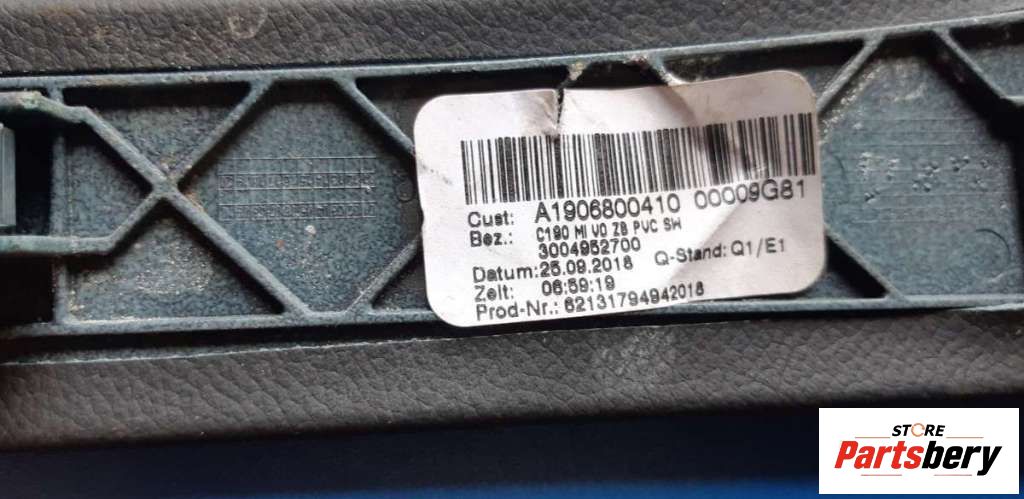 Cust: A1906800410 00009G81
Bez.: C190 MI VO ZB PVC SW
3004952700
Datum:25.09.2018 Q-Stand: Q1/E1
Zeit: 06:59:19
Prod-Nr.: 62131794942018
STORE
Partsbery